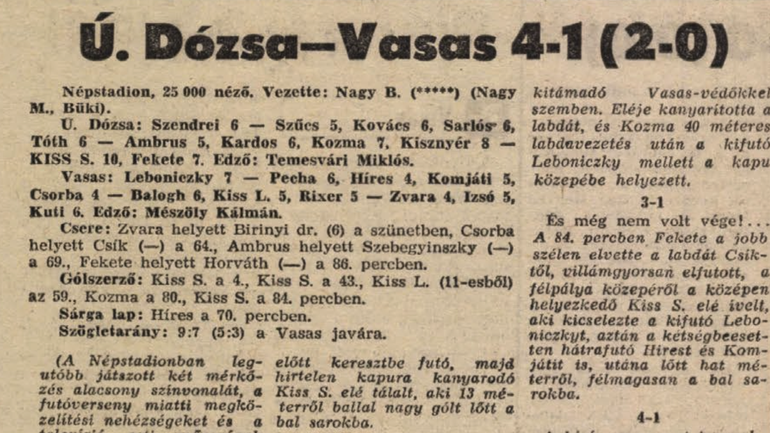 Ú. Dózsa—Vasas 4-1 (2-0)
Népstadion, 25 000 néző. Vezette: Nagy B. (*****) (Nagy
M., Büki).
U. Dózsa: Szendrei 6 — Szűcs 5, Kovács 6, Sarlós 6,
Tóth 6 — Ambrus 5, Kardos 6, Kozma 7, Kisznyér 8 —
KISS S. 10, Fekete 7. Edző: Temesvári Miklós.
Vasas: Leboniczky 7 — Pecha 6, Híres 4, Komjáti 5,
Csorba 4 — Balogh 6, Kiss L. 5, Rixer 5 — Zvara 4, Izsó 5,
Kuti 6. Edző: Mészöly Kálmán.
Csere: Zvara helyett Birinyi dr. (6) a szünetben, Csorba
helyett Csík (—) a 64., Ambrus helyett Szebegyinszky (—)
a 69., Fekete helyett Horváth (—) a 86. percben.
Gólszerző: Kiss S. a 4., Kiss S. a 43., Kiss L. (11-esből)
az 59., Kozma a 80., Kiss S. a 84. percben.
Sárga lap: Híres a 70. percben.
Szögletarány: 9:7 (5:3) a Vasas javára.
(A Népstadionban leg-
utóbb játszott két mérkő-
zés alacsony színvonalát, a
futóverseny miatti megkö-
zelítési nehézségeket és a
előtt keresztbe futó, majd
hirtelen kapura kanyarodó
Kiss S. elé tálalt, aki 13 mé-
terről ballal nagy gólt lőtt a
bal sarokba.
kitámadó Vasas-védőkkel
szemben. Eléje kanyarította a
labdát, és Kozma 40 méteres
labdavezetés után a kifutó
Leboniczky mellett a kapu
közepébe helyezett.
3-1
És még nem volt vége!...
A 84. percben Fekete a jobb
szélen elvette a labdát Csik-
től, villámgyorsan elfutott, a
félpálya közepéről a középen
helyezkedő Kiss S. elé ívelt,
aki kicselezte a kifutó Lebo-
niczkyt, aztán a kétségbeeset-
ten hátrafutó Hirest és Kom-
játit is, utána lőtt hat mé-
terről, félmagasan a bal sa-
rokba.
4-1